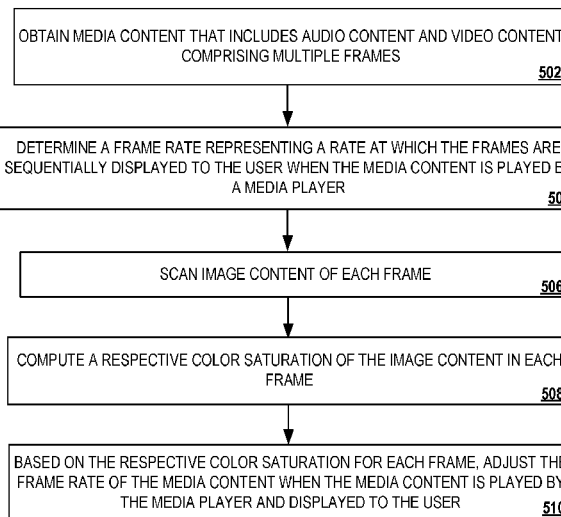 OBTAIN MEDIA CONTENT THAT INCLUDES AUDIO CONTENT AND VIDEO CONTENT
COMPRISING MULTIPLE FRAMES
502
DETERMINE A FRAME RATE REPRESENTING A RATE AT WHICH THE FRAMES ARE
SEQUENTIALLY DISPLAYED TO THE USER WHEN THE MEDIA CONTENT IS PLAYED
A MEDIA PLAYER
50
SCAN IMAGE CONTENT OF EACH FRAME
506
COMPUTE A RESPECTIVE COLOR SATURATION OF THE IMAGE CONTENT IN EACH
FRAME
508
BASED ON THE RESPECTIVE COLOR SATURATION FOR EACH FRAME, ADJUST THE
FRAME RATE OF THE MEDIA CONTENT WHEN THE MEDIA CONTENT IS PLAYED BY
THE MEDIA PLAYER AND DISPLAYED TO THE USER
510